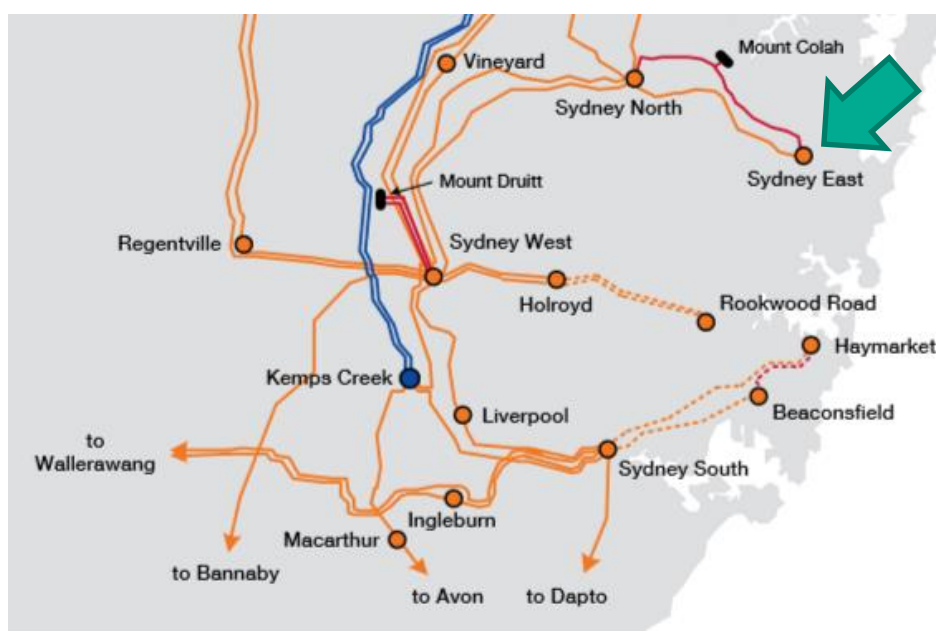 Mount Colah
Vineyard
Sydney North
Sydney East
Mount Druitt
Regentville
Sydney West
Holroyd
Rookwood Road
Haymarket
Kemps Creek
Beaconsfield
Liverpool
to
Wallerawang
Sydney South
Ingleburn
Macarthur
to Bannaby
to Avon
to Dapto